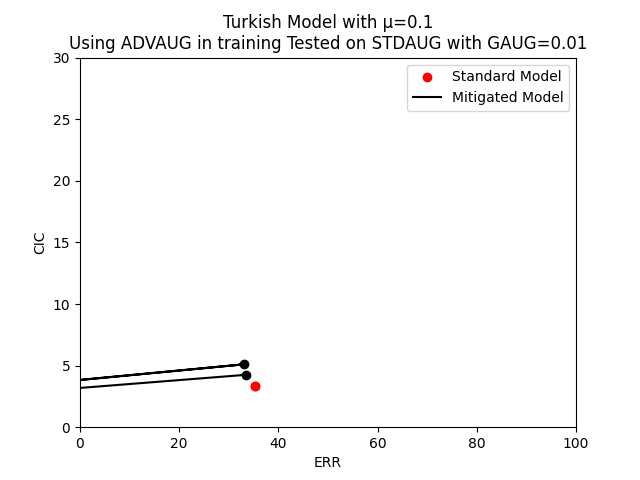 Turkish Model with μ=0.1
Using ADVAUG in training Tested on STDAUG with GAUG=0.01
Standard Model
Mitigated Model
30
25
20
15
10
5
0
CIC
0 20 40 60 80 100
ERR